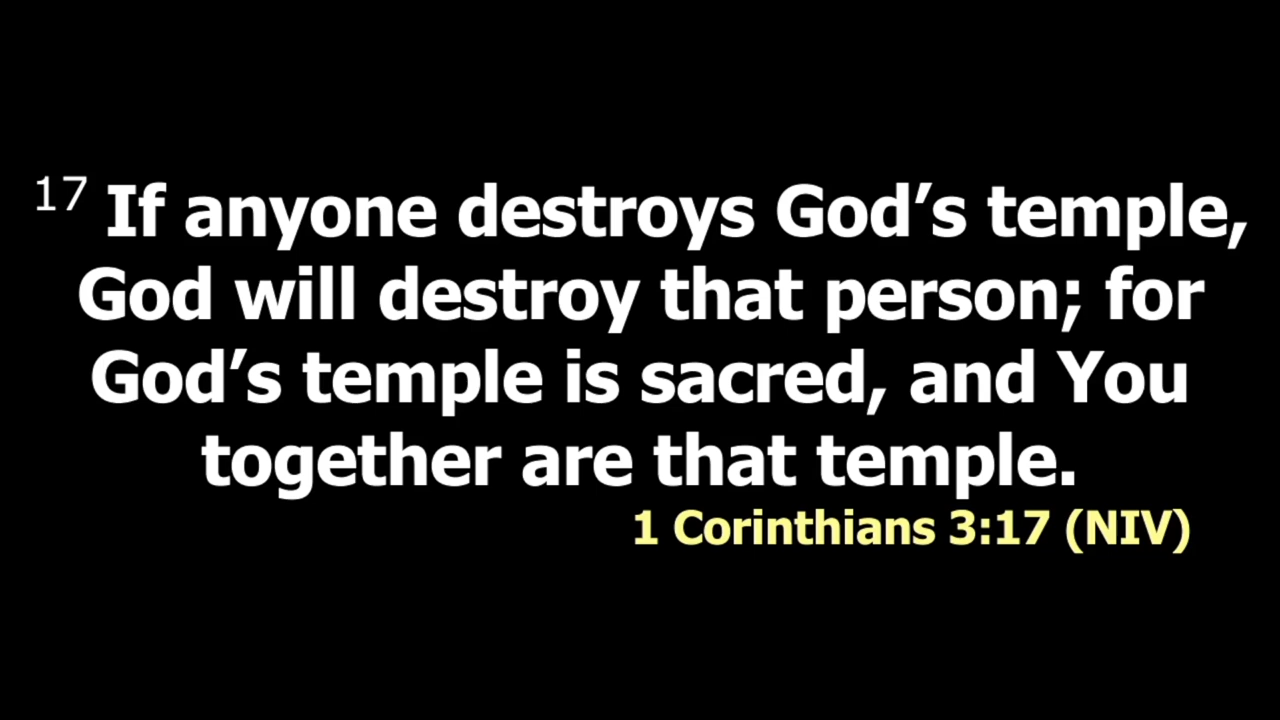 17 If anyone destroys God’s temple,
God will destroy that person; for
God’s temple is sacred, and You
together are that temple.
1 Corinthians 3:17 (NIV)